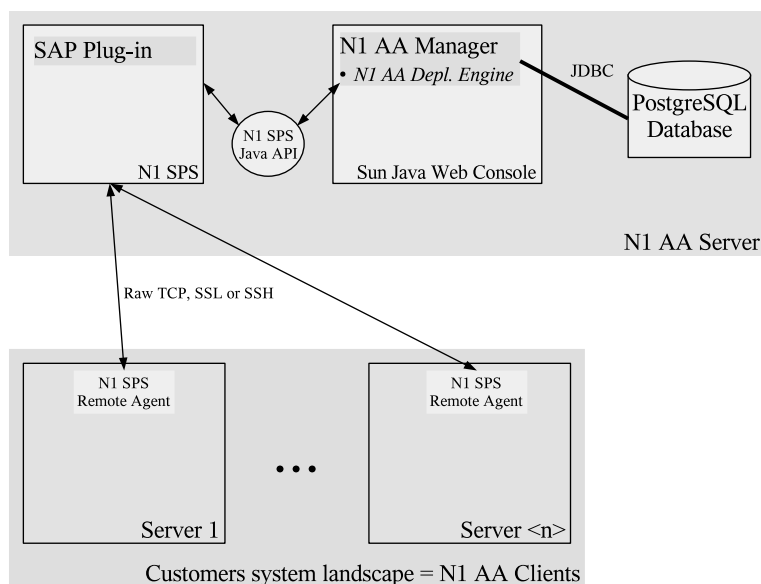 SAP Plug-in
N1 SPS
N1 SPS
Java API
N1 AA Manager
• N1 AA Depl. Engine
Sun Java Web Console
JDBC
PostgreSQL
Database
N1 AA Server
Raw TCP, SSL or SSH
N1 SPS
Remote Agent
Server 1
...
N1 SPS
Remote Agent
Server <n>
Customers system landscape = N1 AA Clients